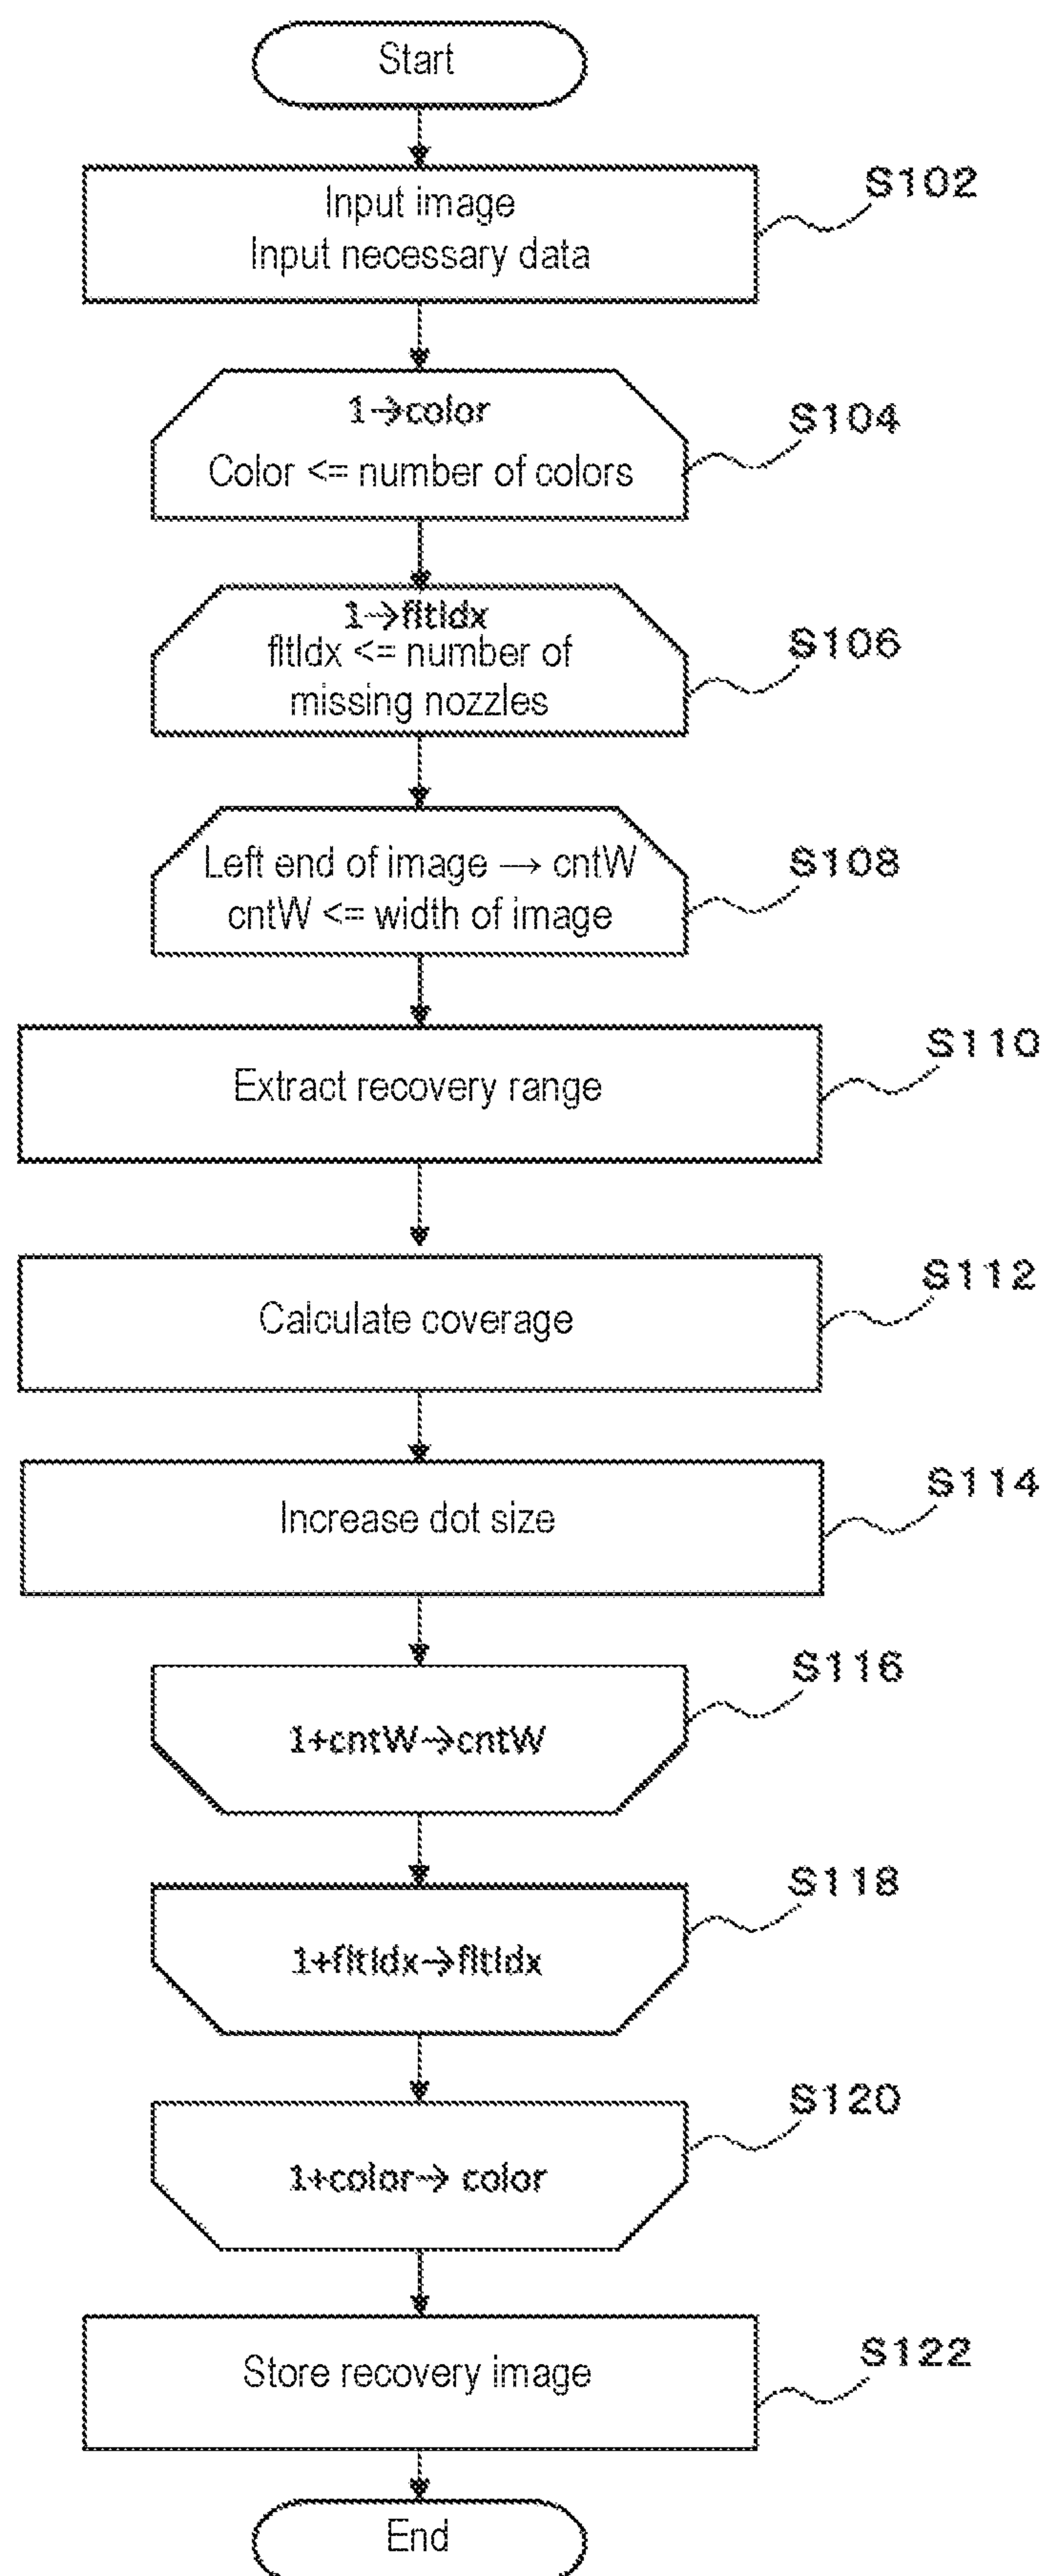 Start
Input image
Input necessary data
S102
1→color
Color <= number of colors
S104
1→fltIdx
fltIdx <= number of
missing nozzles
S106
Left end of image → cntW
cntW <= width of image
S108
Extract recovery range
S110
Calculate coverage
S112
Increase dot size
S114
1+cntW→cntW
S116
1+fltIdx→fltIdx
S118
1+color→ color
S120
Store recovery image
S122
End